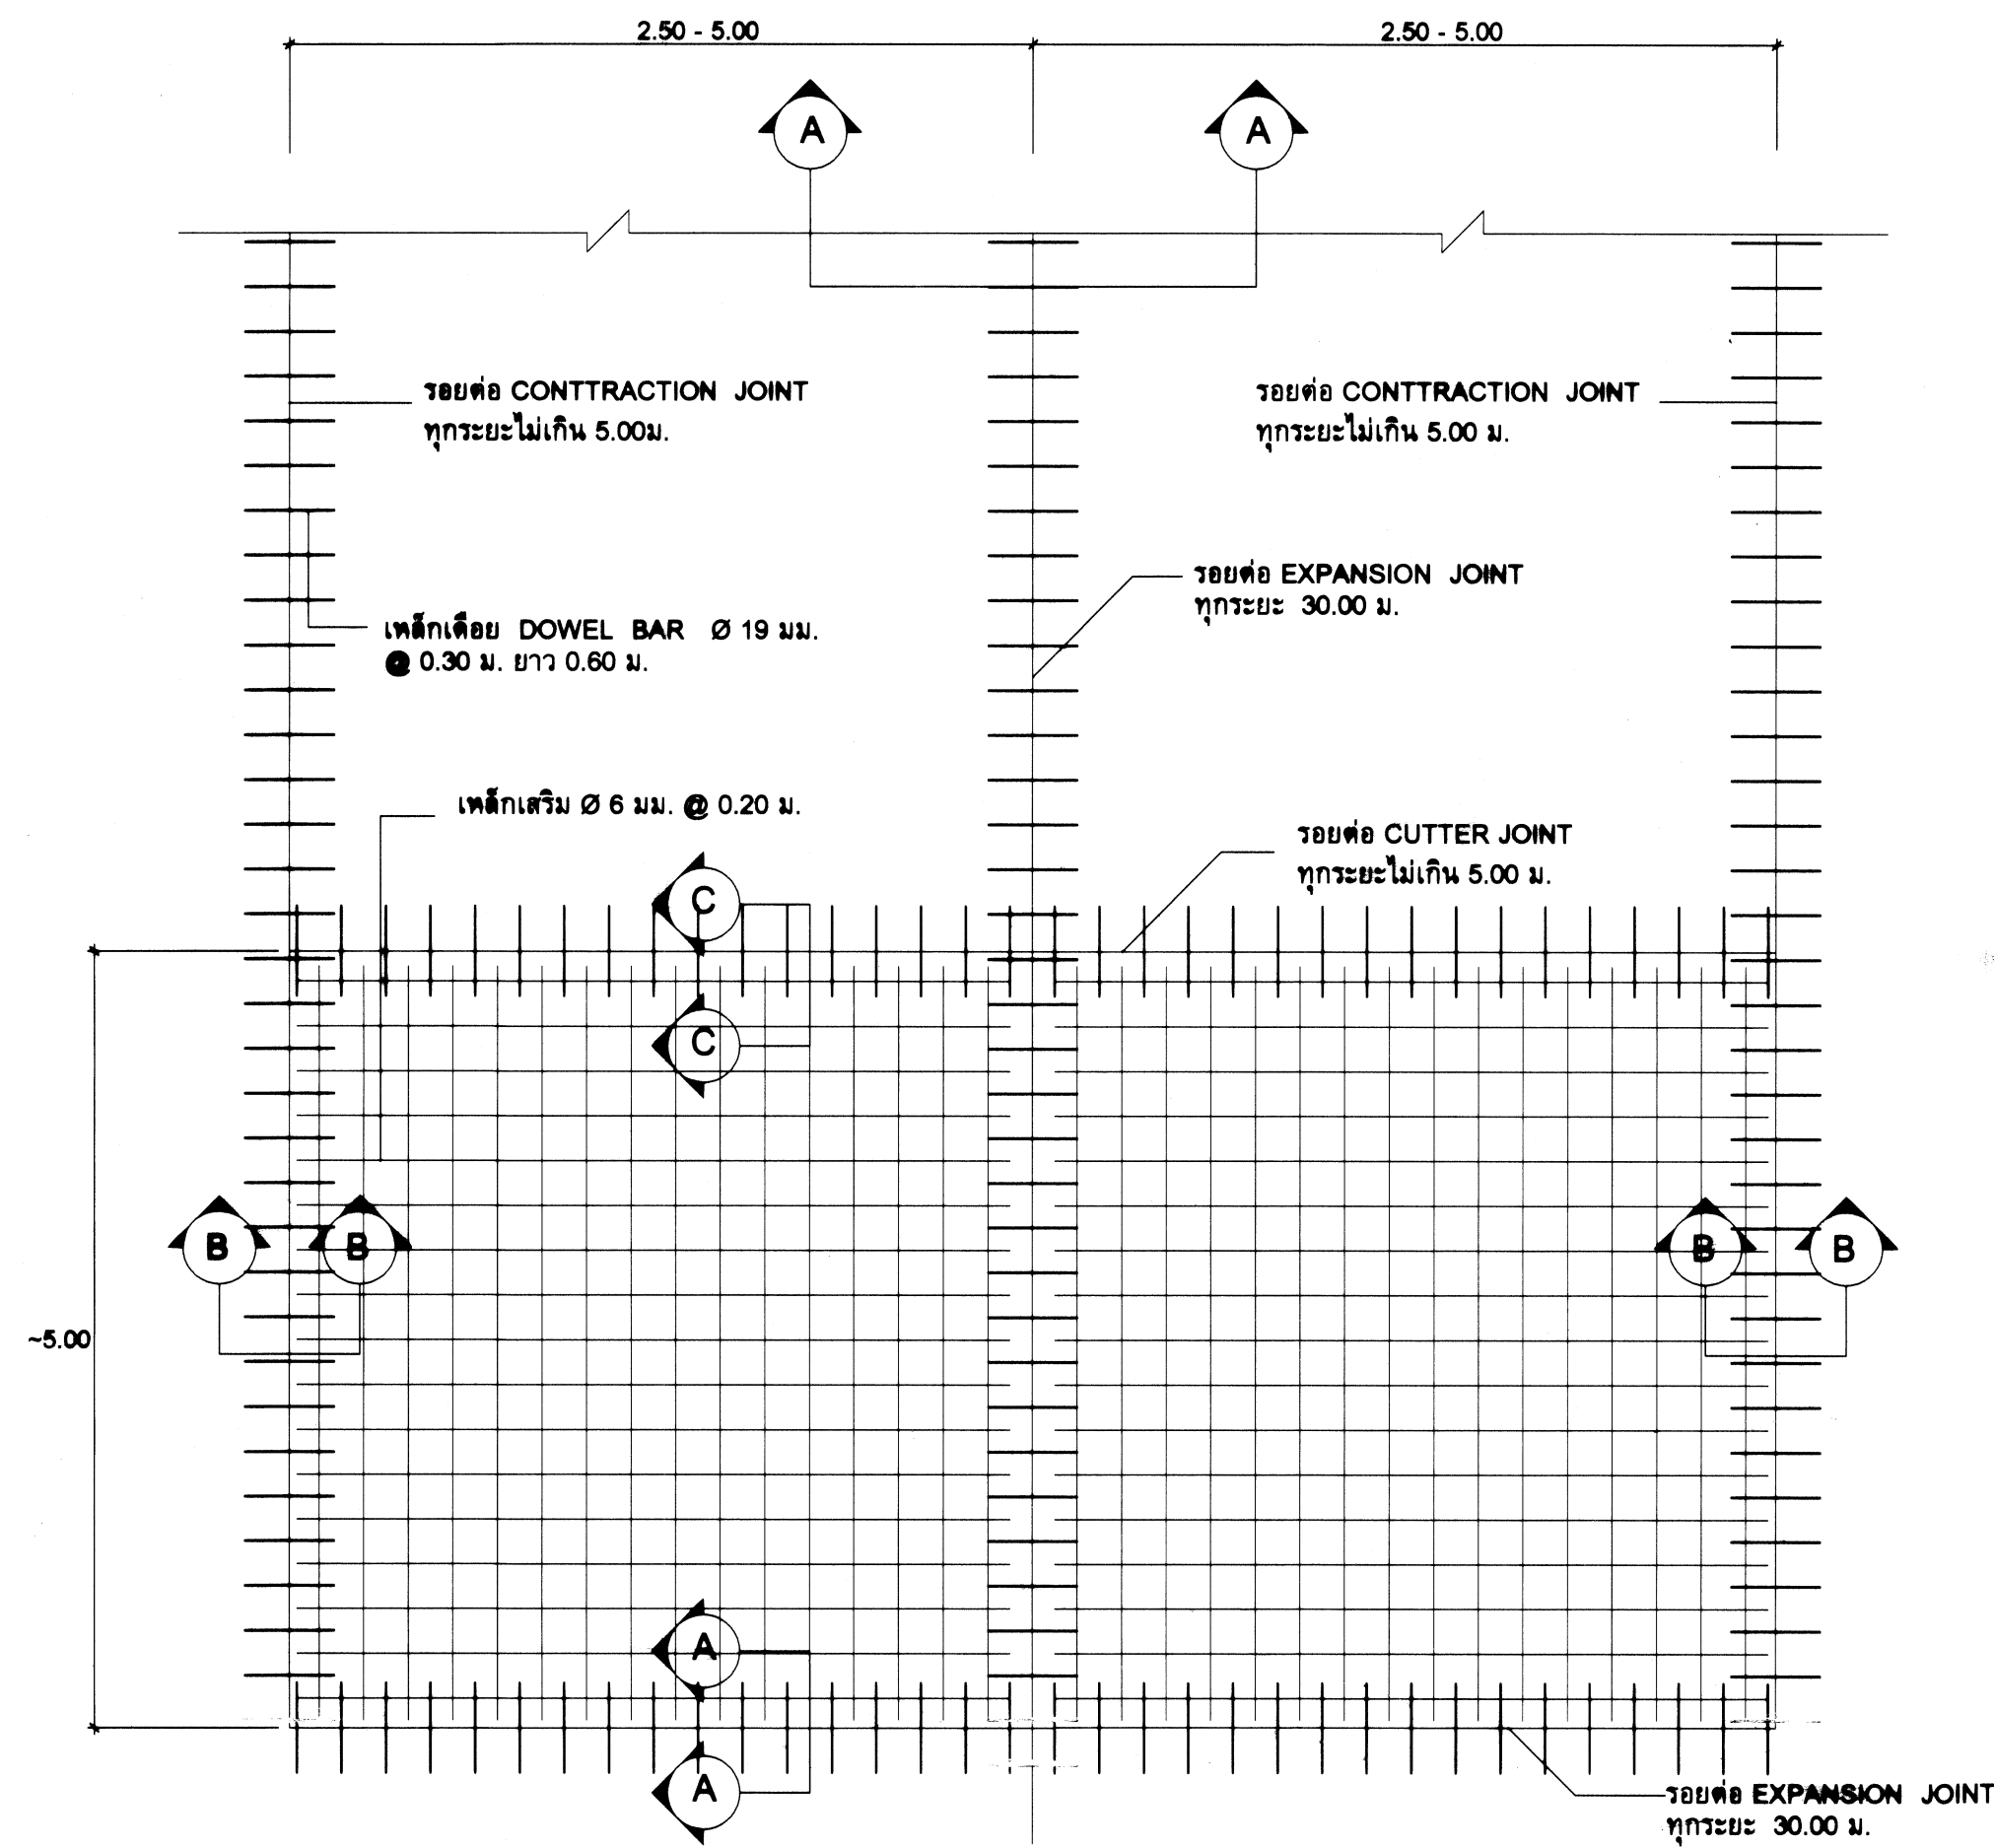 2.50 - 5.00
2.50 - 5.00
A
A
รอยต่อ CONTTRACTION JOINT
ทุกระยะไม่เกิน 5.00ม.
รอยต่อ CONTTRACTION JOINT
ทุกระยะไม่เกิน 5.00 ม.
รอยต่อ EXPANSION JOINT
ทุกระยะ 30.00 ม.
เหล็กเดือย DOWEL BAR Ø 19 มม.
@ 0.30 ม. ยาว 0.60 ม.
เหล็กเสริม Ø 6 มม. @ 0.20 ม.
รอยต่อ CUTTER JOINT
ทุกระยะไม่เกิน 5.00 ม.
C
C
B
B
B
B
~5.00
A
A
รอยต่อ EXPANSION JOINT
ทุกระยะ 30.00 ม.